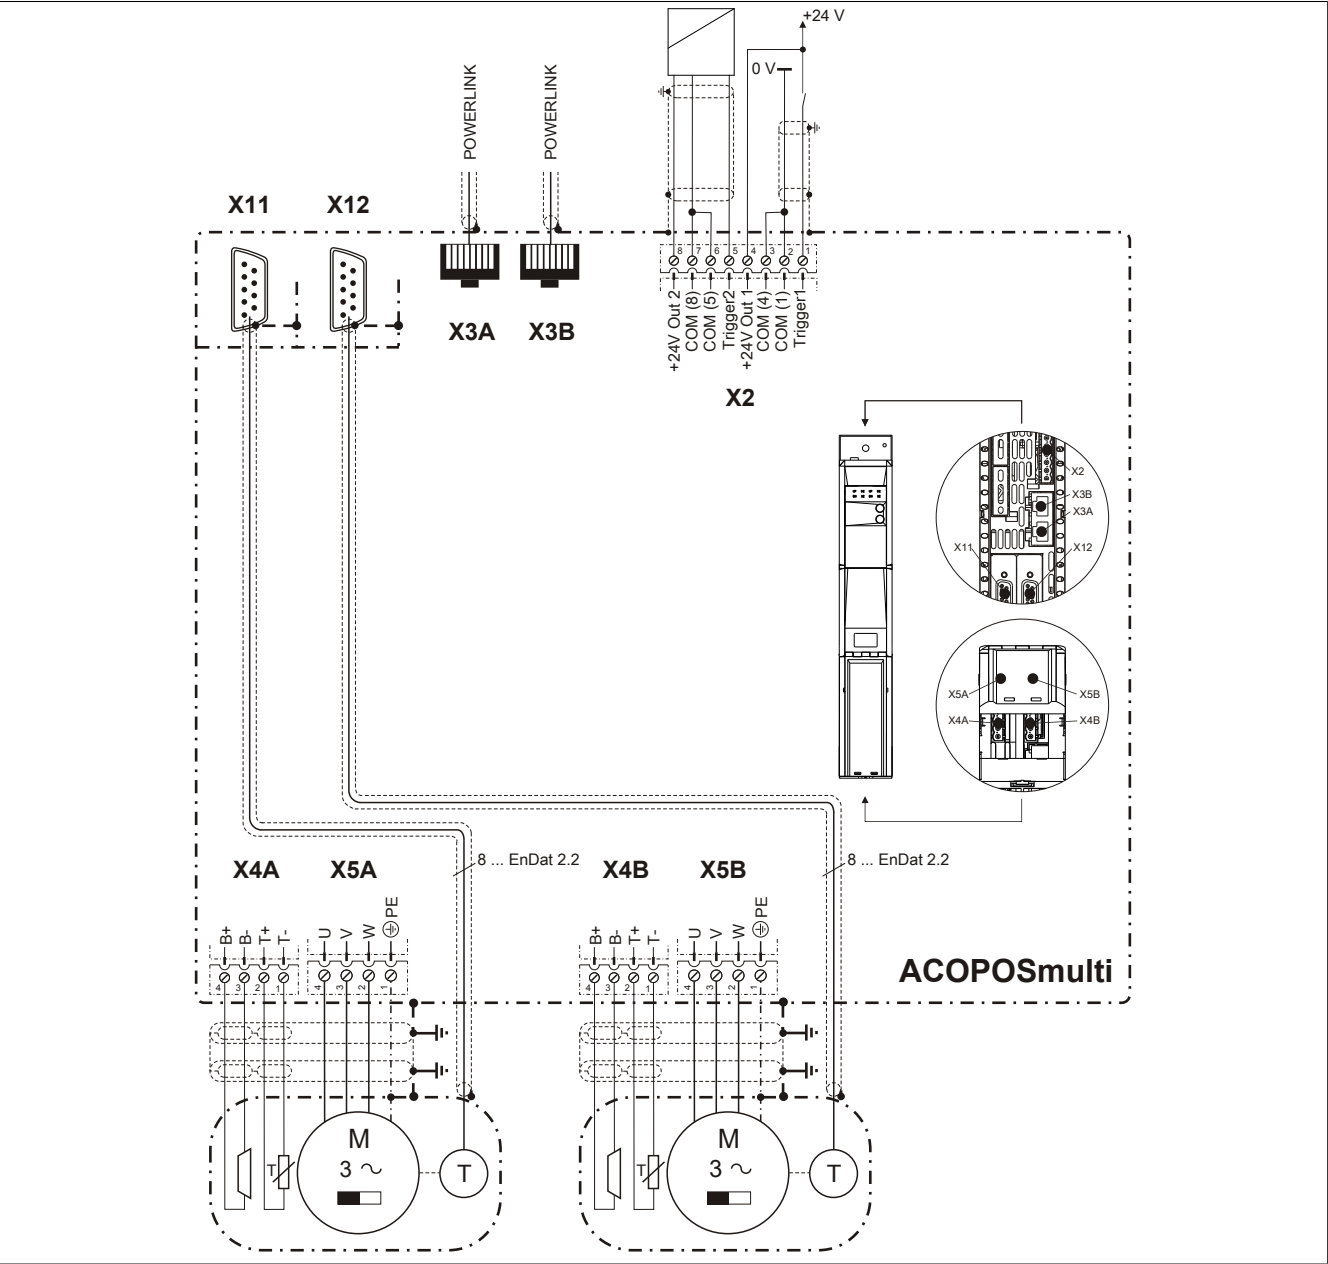 +24 V
0 V
POWERLINK
POWERLINK
X11
X12
8 7 6 5 4 3 2 1
+24V Out 2
COM (8)
COM (5)
Trigger2
+24V Out 1
COM (4)
COM (1)
Trigger1
X3A
X3B
X2
X2
X3B
X3A
X11
X12
X5A
X5B
X4A
X4B
8 ... EnDat 2.2
8 ... EnDat 2.2
X4A
X5A
X4B
X5B
B+
B-
T+
T-
U
V
W
PE
B+
B-
T+
T-
U
V
W
PE
4 3 2 1
4 3 2 1
4 3 2 1
4 3 2 1
ACOPOSmulti
M
3 ~
T
T
M
3 ~
T
T